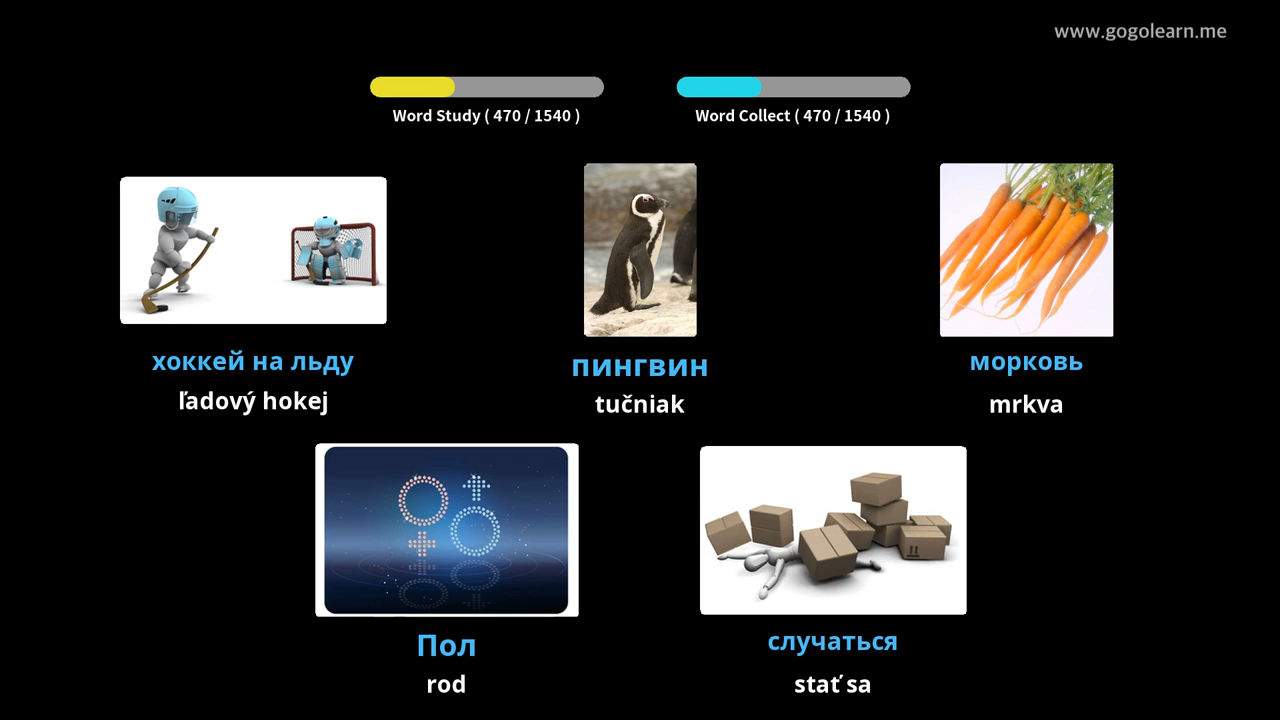 www.gogolearn.me
Word Study ( 470 / 1540 )
Word Collect ( 470 / 1540 )
хоккей на льду
ľadový hokej
пингвин
tučniak
морковь
mrkva
Пол
rod
случаться
stať sa